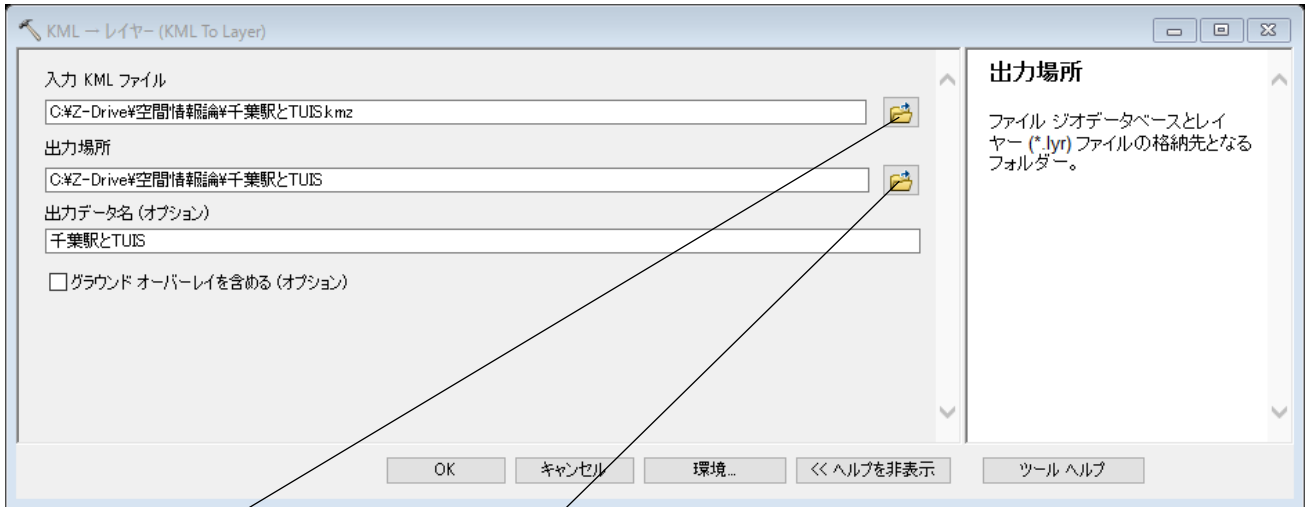 KML → レイヤー (KML To Layer)
入力 KML ファイル
C:¥Z-Drive¥空間情報論¥千葉駅とTUIS.kmz
出力場所
C:¥Z-Drive¥空間情報論¥千葉駅とTUIS
出力データ名 (オプション)
千葉駅とTUIS
グラウンド オーバーレイを含める (オプション)
OK
キャンセル
環境...
<< ヘルプを非表示
出力場所
ファイル ジオデータベースとレイ
ヤー (*.lyr) ファイルの格納先となる
フォルダー。
ツール ヘルプ